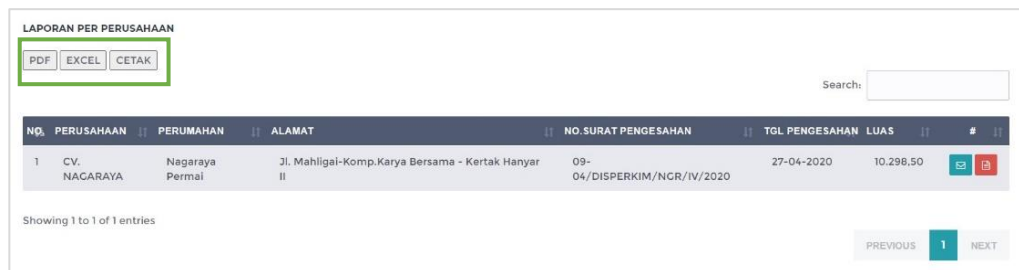 LAPORAN PER PERUSAHAAN
PDF EXCEL CETAK
Search:
NO. PERUSAHAAN PERUMAHAN ALAMAT NO.SURAT PENGESAHAN TGL PENGESAHAN LUAS #
1 CV. Nagaraya Jl. Mahligai-Komp.Karya Bersama - Kertak Hanyar 09- 27-04-2020 10.298,50
NAGARAYA Permai II 04/DISPERKIM/NGR/IV/2020
Showing 1 to 1 of 1 entries
PREVIOUS 1 NEXT